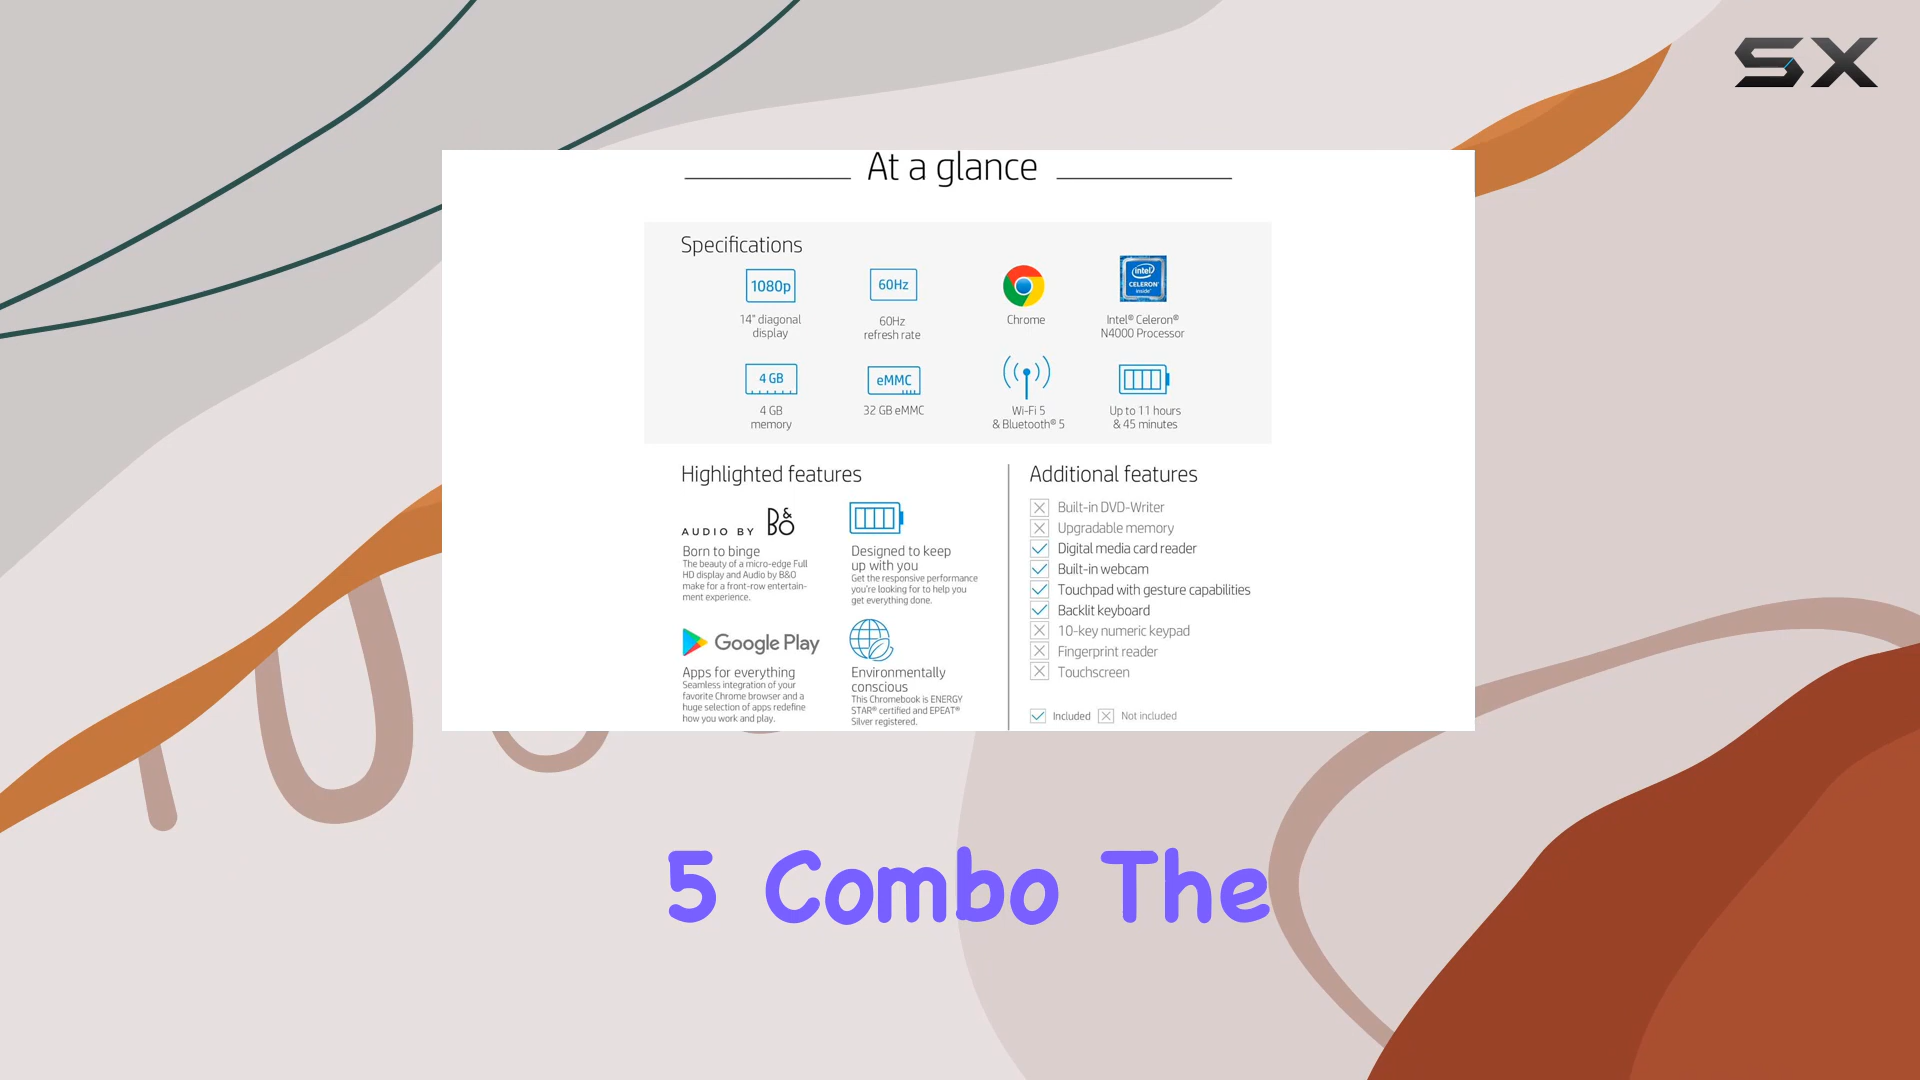 SX
At a glance
Specifications
1080p
60Hz
intel
CELERON
inside
14" diagonal
display
60Hz
refresh rate
Chrome
Intel® Celeron®
N4000 Processor
4 GB
eMMC
4 GB
memory
32 GB eMMC
Wi-Fi 5
& Bluetooth® 5
Up to 11 hours
& 45 minutes
Highlighted features
AUDIO BY B&O
Born to binge
The beauty of a micro-edge Full
HD display and Audio by B&O
make for a front-row entertain-
ment experience.
Designed to keep
up with you
Get the responsive performance
you're looking for to help you
get everything done.
Google Play
Apps for everything
Seamless integration of your
favorite Chrome browser and a
huge selection of apps redefine
how you work and play.
Environmentally
conscious
This Chromebook is ENERGY
STAR® certified and EPEAT®
Silver registered.
Additional features
Built-in DVD-Writer
Upgradable memory
Digital media card reader
Built-in webcam
Touchpad with gesture capabilities
Backlit keyboard
10-key numeric keypad
Fingerprint reader
Touchscreen
Included Not included
5 Combo The